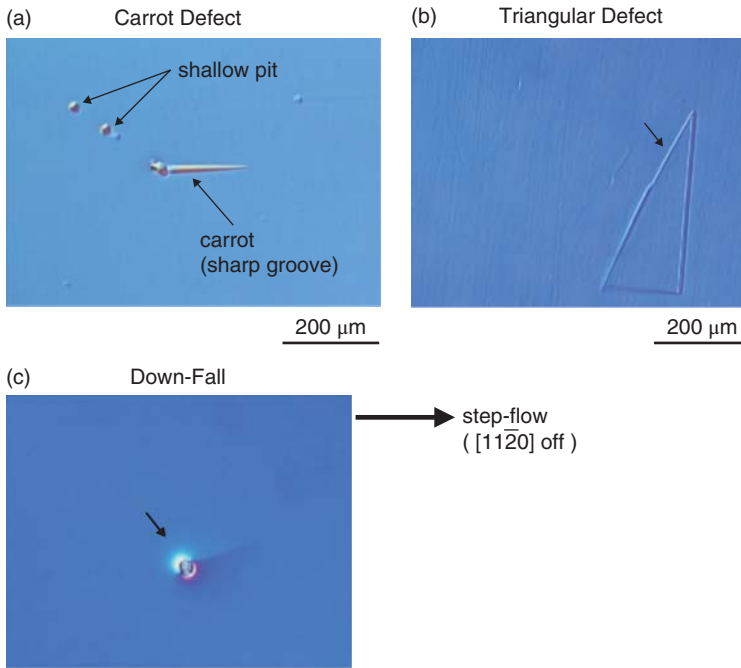 (a) Carrot Defect
shallow pit
carrot
(sharp groove)
200 μm
(b) Triangular Defect
200 μm
(c) Down-Fall
step-flow
( [112̅0] off )